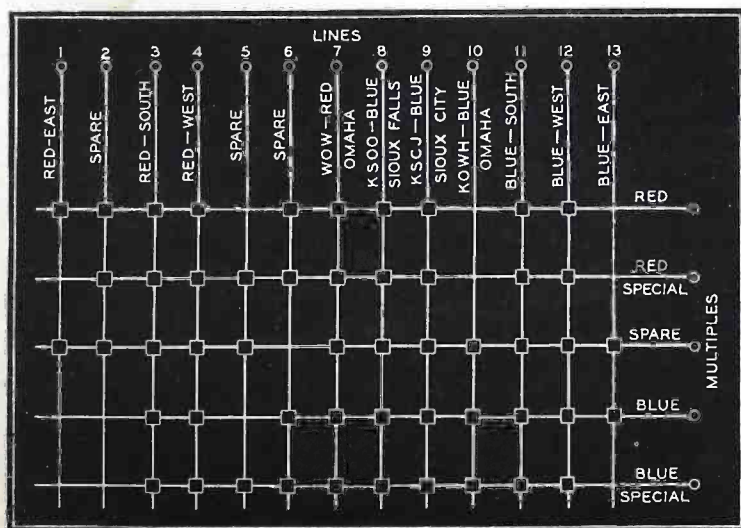 LINES
1 2 3 4 5 6 7 8 9 10 11 12 13
RED-EAST
SPARE
RED-SOUTH
RED-WEST
SPARE
SPARE
WOW-RED
OMAHA
KSOO-BLUE
SIOUX FALLS
KSCJ-BLUE
SIOUX CITY
KOWH-BLUE
OMAHA
BLUE-SOUTH
BLUE-WEST
BLUE-EAST
RED
RED
SPECIAL
SPARE
BLUE
BLUE
SPECIAL
MULTIPLES